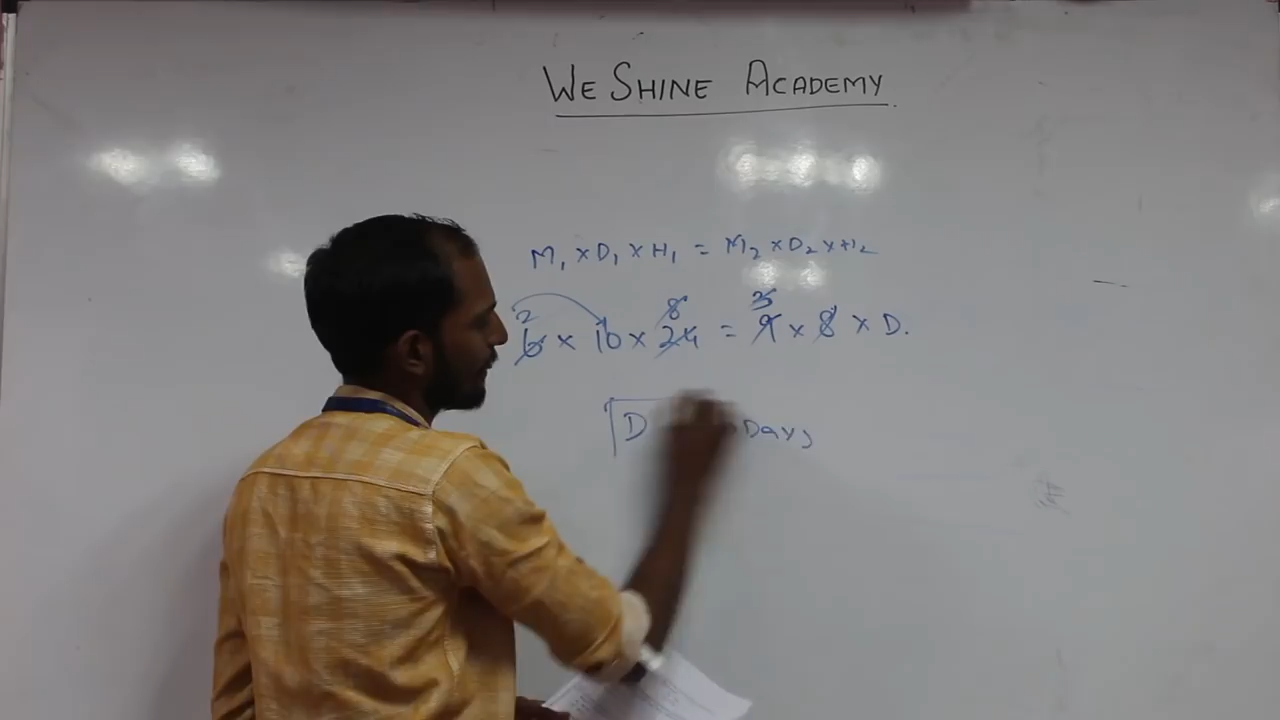 WE SHINE ACADEMY
M₁ × D₁ × H₁ = M₂ × D₂ × H₂
2 8 3
6 × 10 × 24 = 9 × 8 × D.
D Days